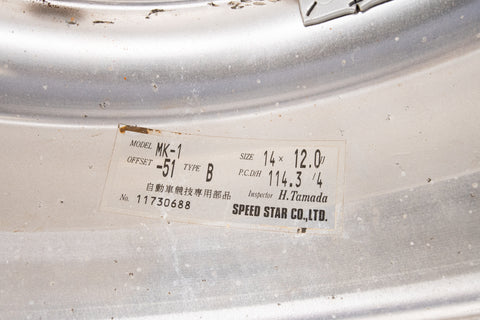 MODEL MK-1 SIZE 14 × 12.0J
OFFSET -51 TYPE B P.C.D/H 114.3 / 4
自動車競技専用部品 Inspector H.Tamada
No. 11730688 SPEED STAR CO.,LTD.